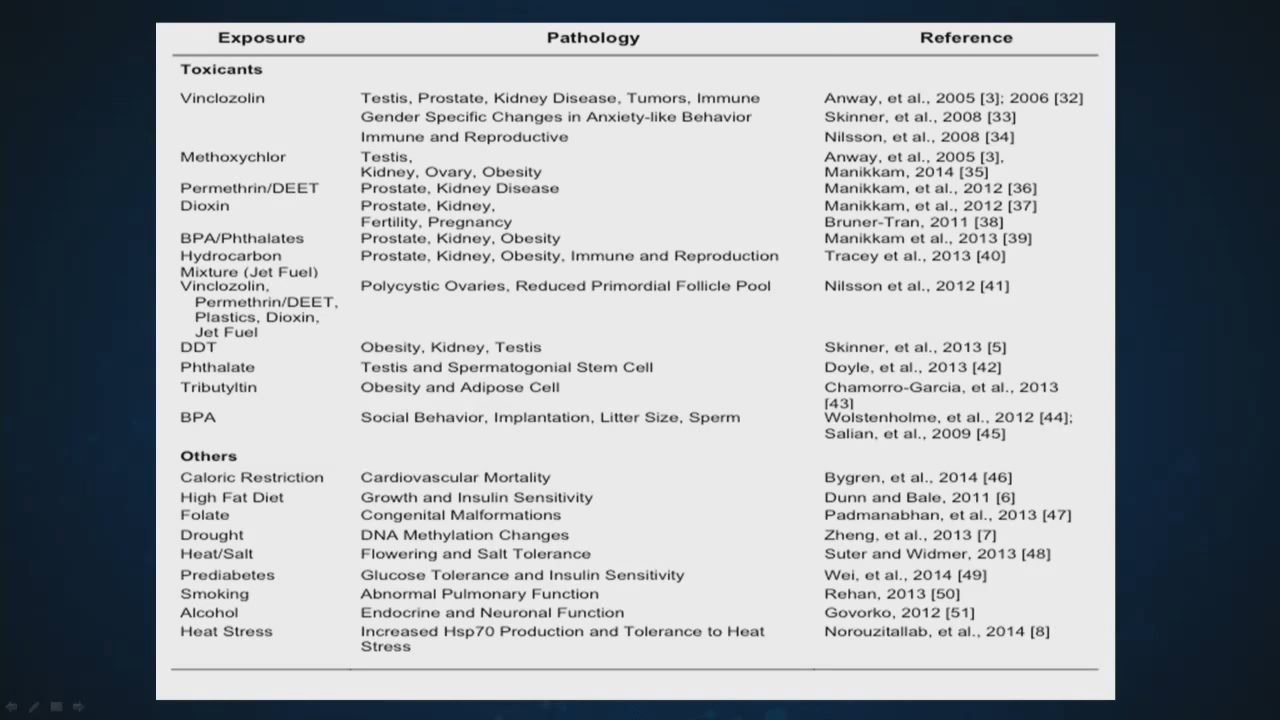 Exposure Pathology Reference
Toxicants
Vinclozolin Testis, Prostate, Kidney Disease, Tumors, Immune Anway, et al., 2005 [3]; 2006 [32]
Gender Specific Changes in Anxiety-like Behavior Skinner, et al., 2008 [33]
Immune and Reproductive Nilsson, et al., 2008 [34]
Methoxychlor Testis, Anway, et al., 2005 [3],
Kidney, Ovary, Obesity Manikkam, 2014 [35]
Permethrin/DEET Prostate, Kidney Disease Manikkam, et al., 2012 [36]
Dioxin Prostate, Kidney, Manikkam, et al., 2012 [37]
Fertility, Pregnancy Bruner-Tran, 2011 [38]
BPA/Phthalates Prostate, Kidney, Obesity Manikkam et al., 2013 [39]
Hydrocarbon Prostate, Kidney, Obesity, Immune and Reproduction Tracey et al., 2013 [40]
Mixture (Jet Fuel)
Vinclozolin, Polycystic Ovaries, Reduced Primordial Follicle Pool Nilsson et al., 2012 [41]
Permethrin/DEET,
Plastics, Dioxin,
Jet Fuel
DDT Obesity, Kidney, Testis Skinner, et al., 2013 [5]
Phthalate Testis and Spermatogonial Stem Cell Doyle, et al., 2013 [42]
Tributyltin Obesity and Adipose Cell Chamorro-Garcia, et al., 2013
[43]
BPA Social Behavior, Implantation, Litter Size, Sperm Wolstenholme, et al., 2012 [44];
Salian, et al., 2009 [45]
Others
Caloric Restriction Cardiovascular Mortality Bygren, et al., 2014 [46]
High Fat Diet Growth and Insulin Sensitivity Dunn and Bale, 2011 [6]
Folate Congenital Malformations Padmanabhan, et al., 2013 [47]
Drought DNA Methylation Changes Zheng, et al., 2013 [7]
Heat/Salt Flowering and Salt Tolerance Suter and Widmer, 2013 [48]
Prediabetes Glucose Tolerance and Insulin Sensitivity Wei, et al., 2014 [49]
Smoking Abnormal Pulmonary Function Rehan, 2013 [50]
Alcohol Endocrine and Neuronal Function Govorko, 2012 [51]
Heat Stress Increased Hsp70 Production and Tolerance to Heat Norouzitallab, et al., 2014 [8]
Stress